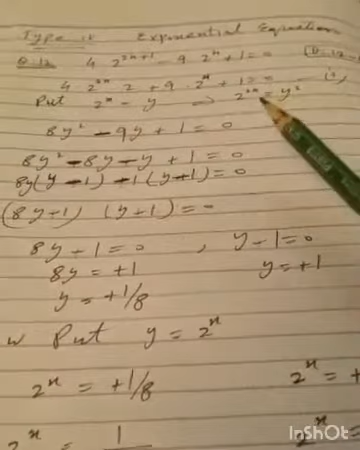 Type iv Exponential Equation
Q.12 4 2^{2x+1} - 9 2^x + 1 = 0
4 2^{2x} 2 + 9 . 2^x + 1 = 0 (1)
Put 2^x = y ⇒ 2^{2x} = y^2
8y^2 - 9y + 1 = 0
8y^2 - 8y - y + 1 = 0
8y(y - 1) - 1(y + 1) = 0
(8y+1) (y+1) = 0
8y - 1 = 0 , y - 1 = 0
8y = +1 y = +1
y = +1/8
Put y = 2^x
2^x = +1/8 2^x = +
2^x = 1 2^x =
InShOt